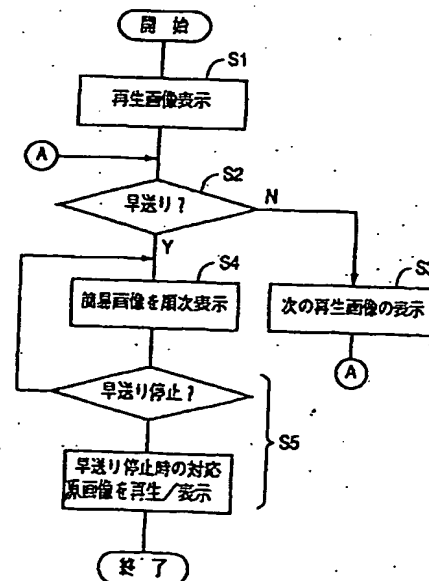 開始
S1
再生画像表示
A
S2
早送り?
N
Y
S4
S3
簡易画像を順次表示
次の再生画像の表示
A
早送り停止?
S5
早送り停止時の対応
原画像を再生/表示
終了